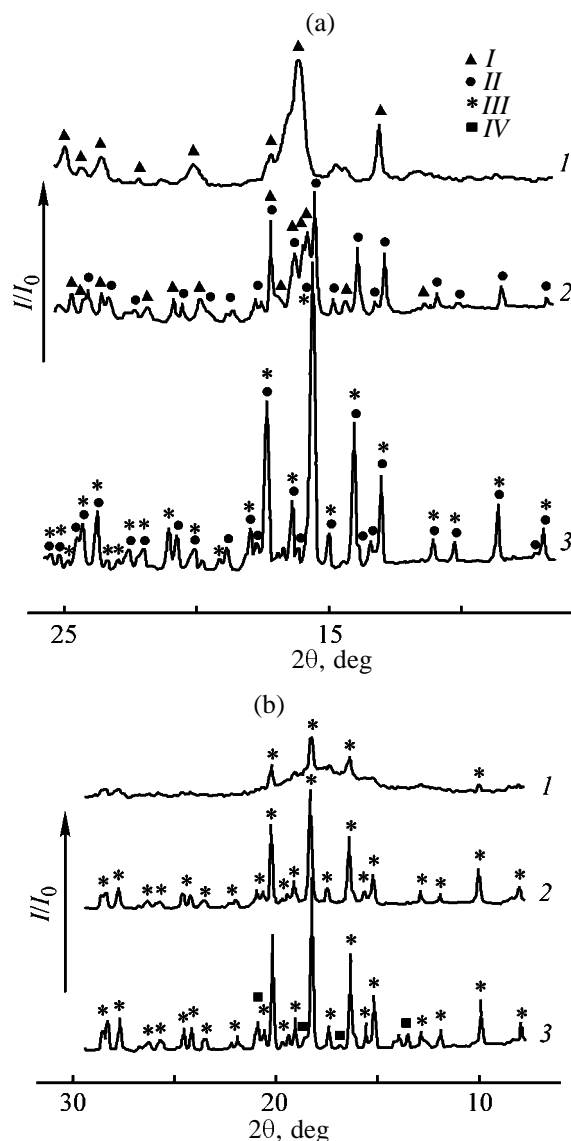 (a)
▲ I
● II
* III
■ IV
1
2
3
I/I₀
25 15
2θ, deg
(b)
1
2
3
I/I₀
30 20 10
2θ, deg